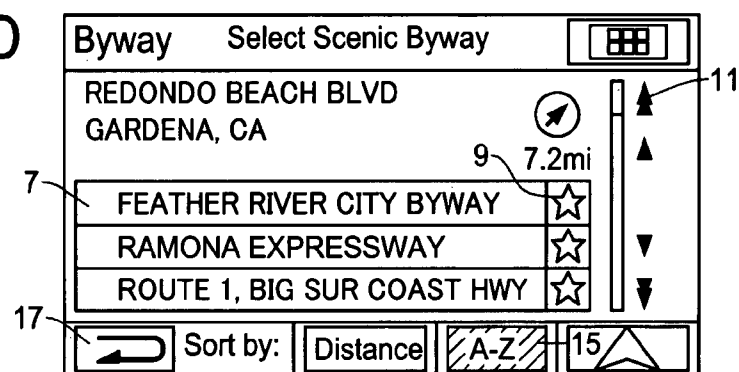 Byway Select Scenic Byway
11
REDONDO BEACH BLVD
GARDENA, CA
9 7.2mi
7
FEATHER RIVER CITY BYWAY
RAMONA EXPRESSWAY
ROUTE 1, BIG SUR COAST HWY
17
Sort by: Distance A-Z 15